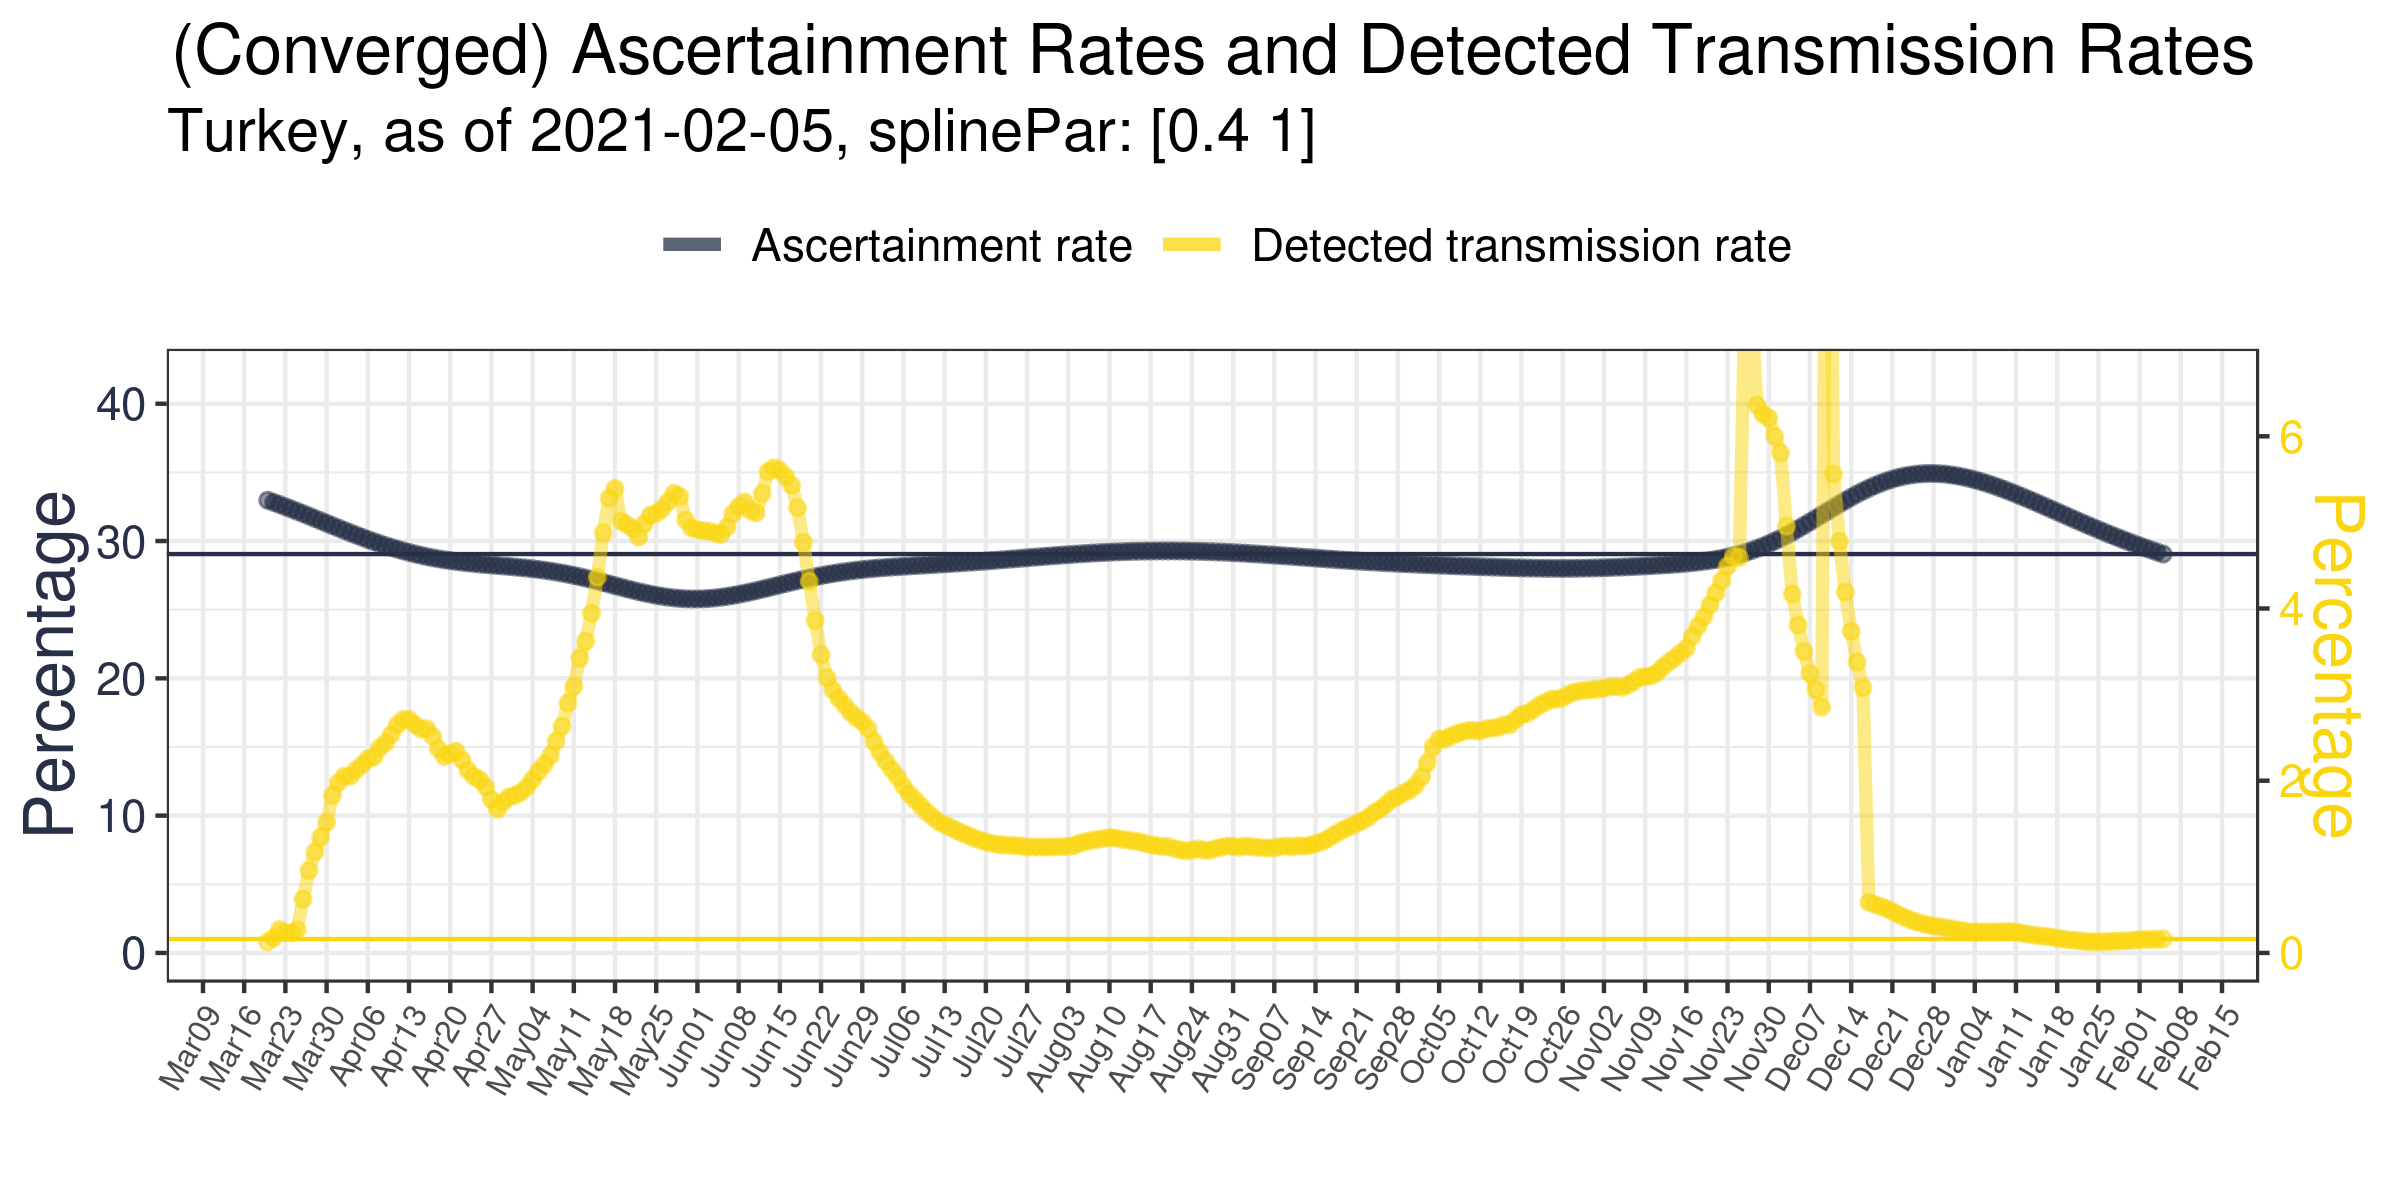 (Converged) Ascertainment Rates and Detected Transmission Rates
Turkey, as of 2021-02-05, splinePar: [0.4 1]
Ascertainment rate
Detected transmission rate
Percentage
40
30
20
10
0
6
4
2
0
Percentage
Mar09
Mar16
Mar23
Mar30
Apr06
Apr13
Apr20
Apr27
May04
May11
May18
May25
Jun01
Jun08
Jun15
Jun22
Jun29
Jul06
Jul13
Jul20
Jul27
Aug03
Aug10
Aug17
Aug24
Aug31
Sep07
Sep14
Sep21
Sep28
Oct05
Oct12
Oct19
Oct26
Nov02
Nov09
Nov16
Nov23
Nov30
Dec07
Dec14
Dec21
Dec28
Jan04
Jan11
Jan18
Jan25
Feb01
Feb08
Feb15